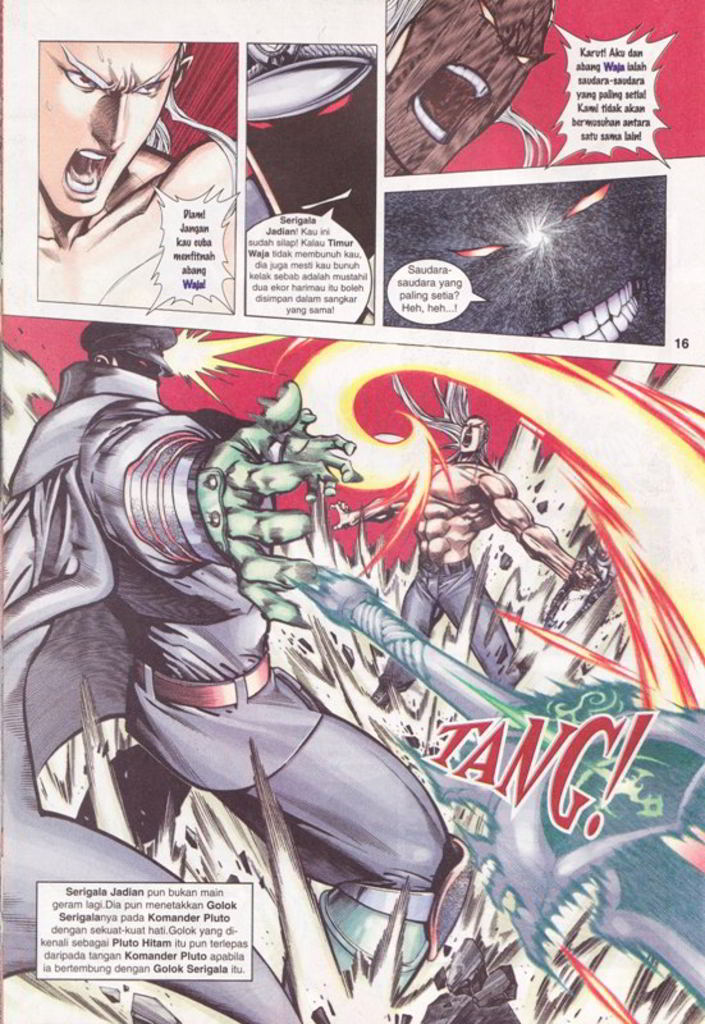 Karut! Aku dan
abang Waja ialah
saudara-saudara
yang paling setia!
Kami tidak akan
bermusuhan antara
satu sama lain!
Diam!
Jangan
kau cuba
memfitnah
abang
Waja!
Serigala
Jadian! Kau ini
sudah silap! Kalau Timur
Waja tidak membunuh kau,
dia juga mesti kau bunuh
kelak sebab adalah mustahil
dua ekor harimau itu boleh
disimpan dalam sangkar
yang sama!
Saudara-
saudara yang
paling setia?
Heh, heh...!
16
TANG!
Serigala Jadian pun bukan main
geram lagi.Dia pun menetakkan Golok
Serigalanya pada Komander Pluto
dengan sekuat-kuat hati.Golok yang di-
kenali sebagai Pluto Hitam itu pun terlepas
daripada tangan Komander Pluto apabila
ia bertembung dengan Golok Serigala itu.